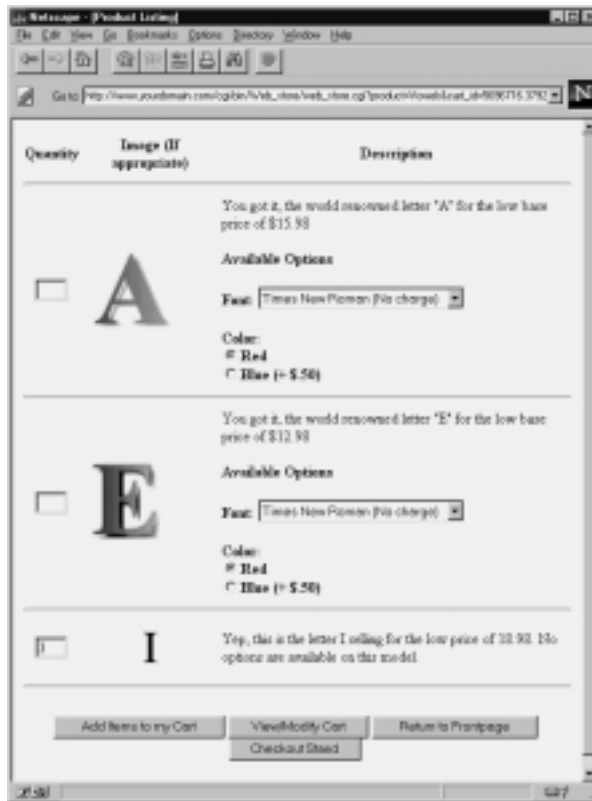 Netscape - [Product Listing]
File Edit View Go Bookmarks Options Directory Window Help
Go to
Quantity
Image (If appropriate)
Description
A
You got it, the world renowned letter "A" for the low base
price of $15.98
Available Options
Font: Times New Roman (No charge)
Color:
Red
Blue (+ $.50)
E
You got it, the world renowned letter "E" for the low base
price of $12.98
Available Options
Font: Times New Roman (No charge)
Color:
Red
Blue (+ $.50)
I
Yep, this is the letter I selling for the low price of 18.98. No
options are available on this model.
Add Items to my Cart
View/Modify Cart
Return to Frontpage
Checkout Stand
N